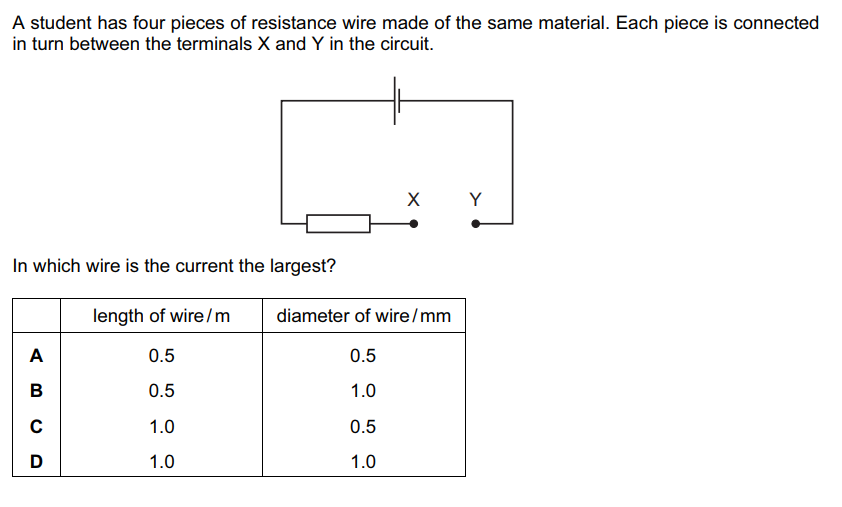 A student has four pieces of resistance wire made of the same material. Each piece is connected
in turn between the terminals X and Y in the circuit.
X Y
In which wire is the current the largest?
length of wire/m diameter of wire/mm
A 0.5 0.5
B 0.5 1.0
C 1.0 0.5
D 1.0 1.0